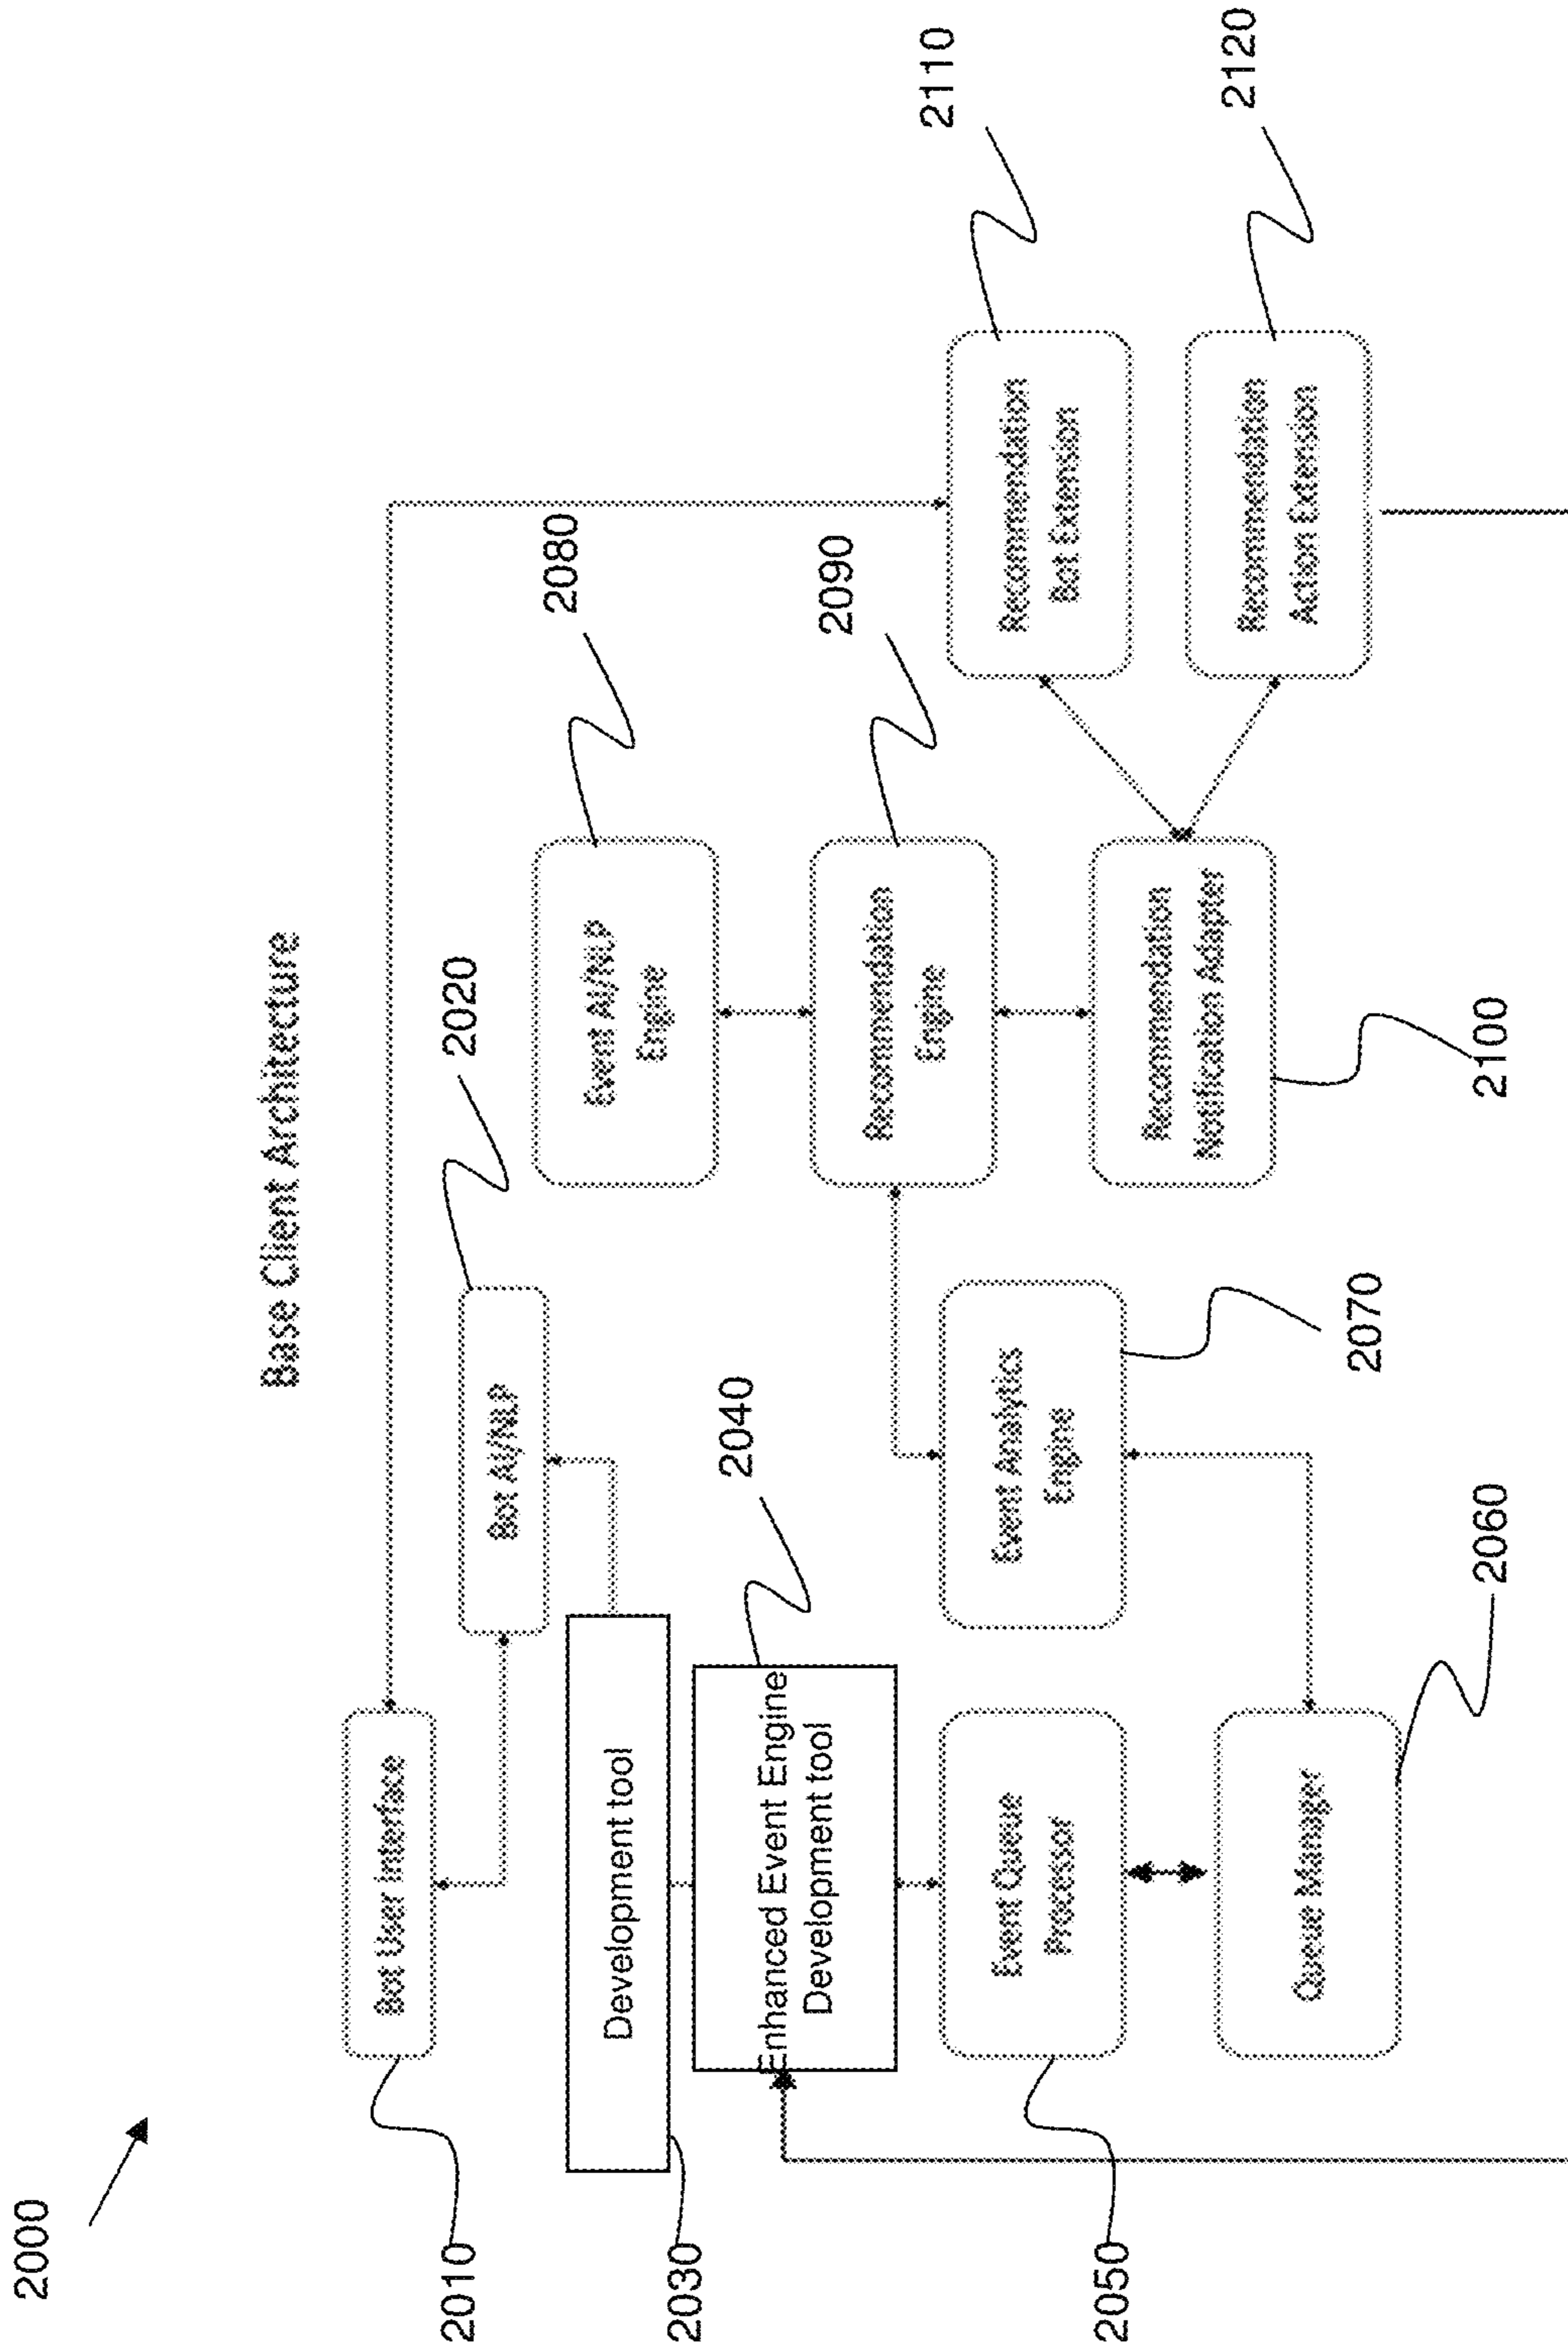 2000
Base Client Architecture
2010
Bot User Interface
2020
Bot AI/NLP
2030
Development tool
2040
Enhanced Event Engine
Development tool
2050
Event Queue
Processor
2060
Queue Manager
2070
Event Analytics
Engine
2080
Event AI/NLP
Engine
2090
Recommendation
Engine
2100
Recommendation
Notification Adapter
2110
Recommendation
Bot Extension
2120
Recommendation
Action Extension